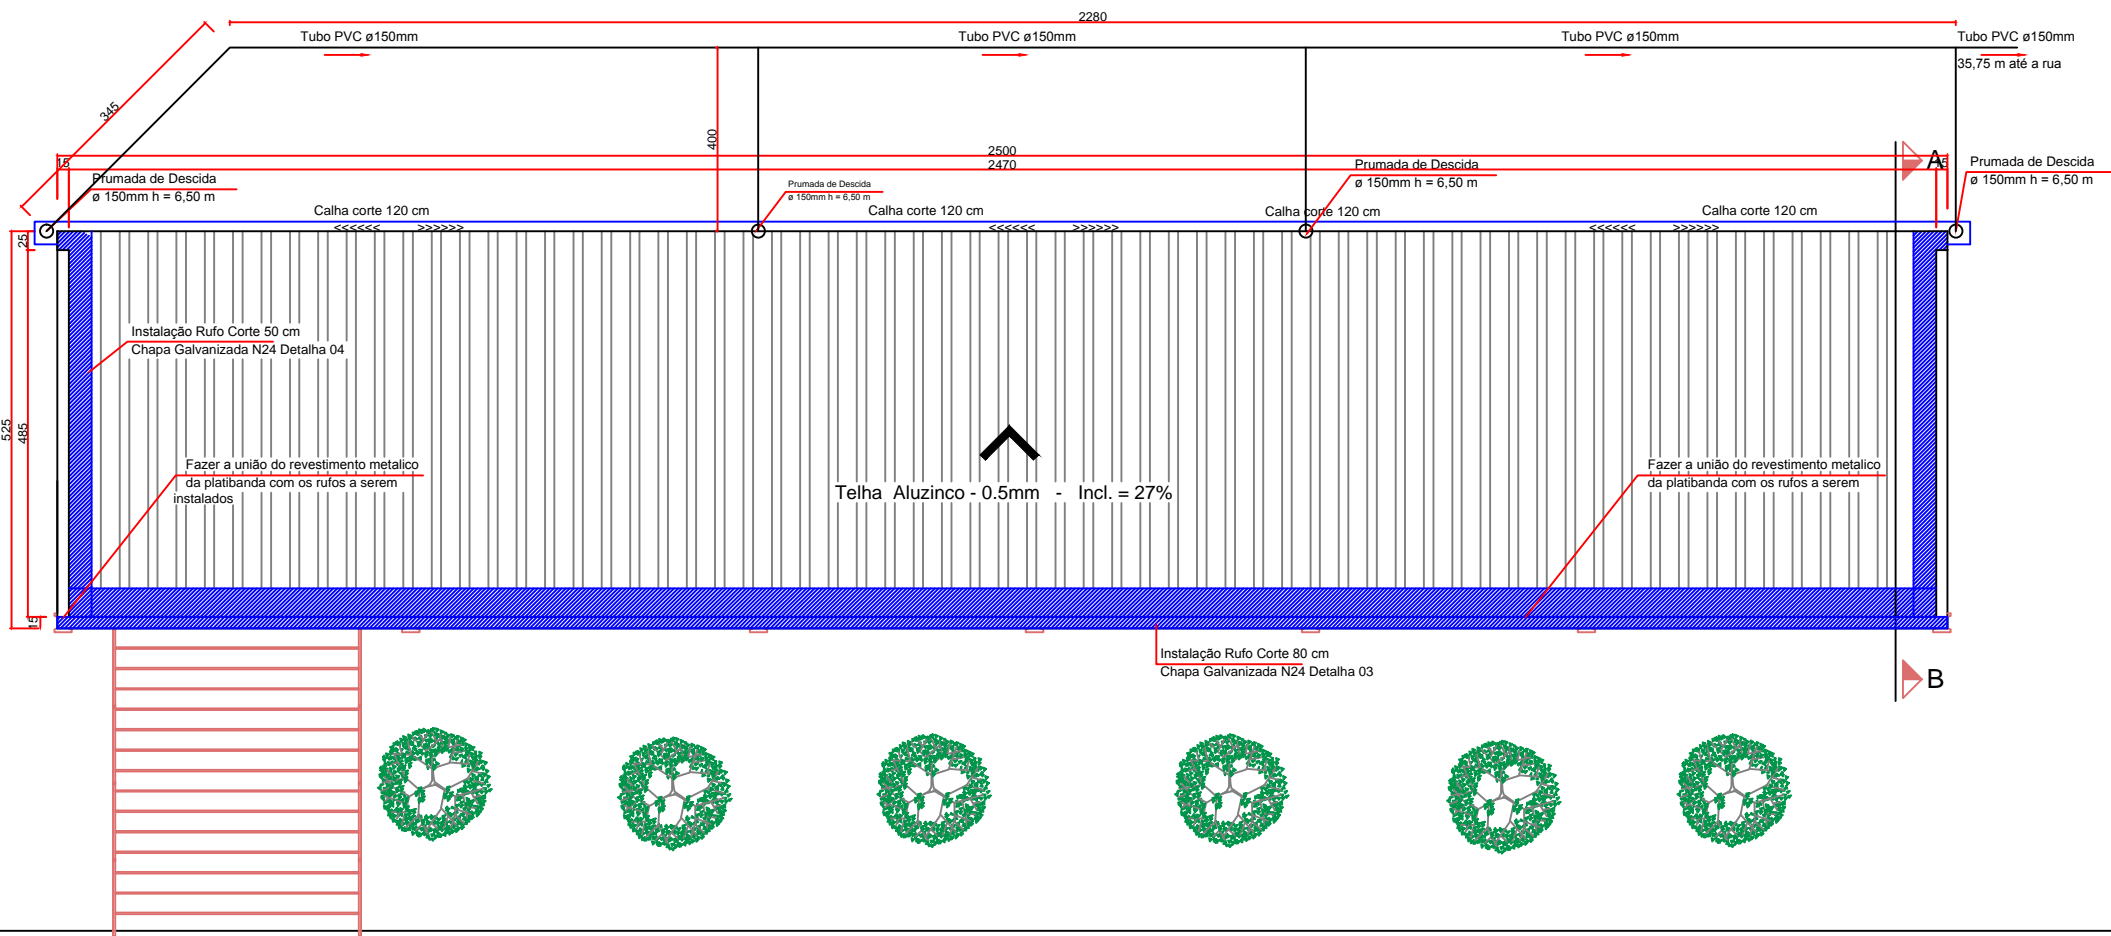 2280
Tubo PVC ø150mm
Tubo PVC ø150mm
Tubo PVC ø150mm
Tubo PVC ø150mm
35,75 m até a rua
345
400
2500
2470
15
15
A
Prumada de Descida
ø 150mm h = 6,50 m
Prumada de Descida
ø 150mm h = 6,50 m
Prumada de Descida
ø 150mm h = 6,50 m
Prumada de Descida
ø 150mm h = 6,50 m
Calha corte 120 cm
Calha corte 120 cm
Calha corte 120 cm
Calha corte 120 cm
<<<<<< >>>>>>
<<<<<< >>>>>>
<<<<<< >>>>>>
25
525
485
15
Instalação Rufo Corte 50 cm
Chapa Galvanizada N24 Detalha 04
Fazer a união do revestimento metalico
da platibanda com os rufos a serem
instalados
Telha Aluzinco - 0.5mm - Incl. = 27%
Fazer a união do revestimento metalico
da platibanda com os rufos a serem
Instalação Rufo Corte 80 cm
Chapa Galvanizada N24 Detalha 03
B